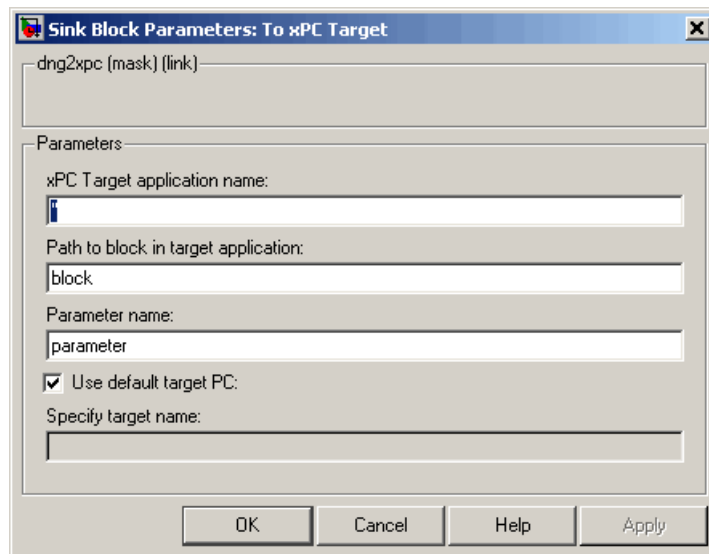 Sink Block Parameters: To xPC Target
dng2xpc (mask) (link)
Parameters
xPC Target application name:
Path to block in target application:
block
Parameter name:
parameter
Use default target PC:
Specify target name:
OK Cancel Help Apply